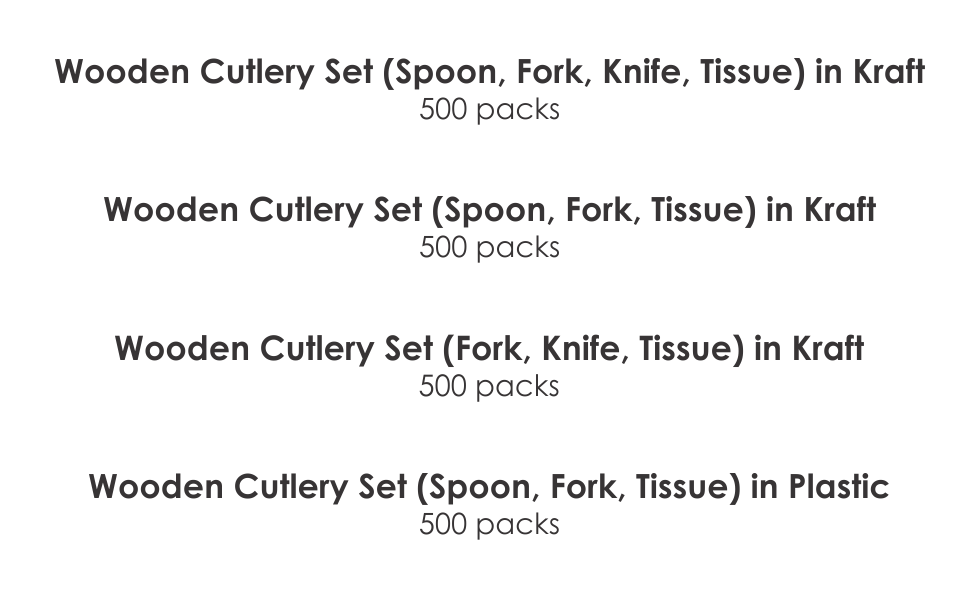 Wooden Cutlery Set (Spoon, Fork, Knife, Tissue) in Kraft
500 packs
Wooden Cutlery Set (Spoon, Fork, Tissue) in Kraft
500 packs
Wooden Cutlery Set (Fork, Knife, Tissue) in Kraft
500 packs
Wooden Cutlery Set (Spoon, Fork, Tissue) in Plastic
500 packs